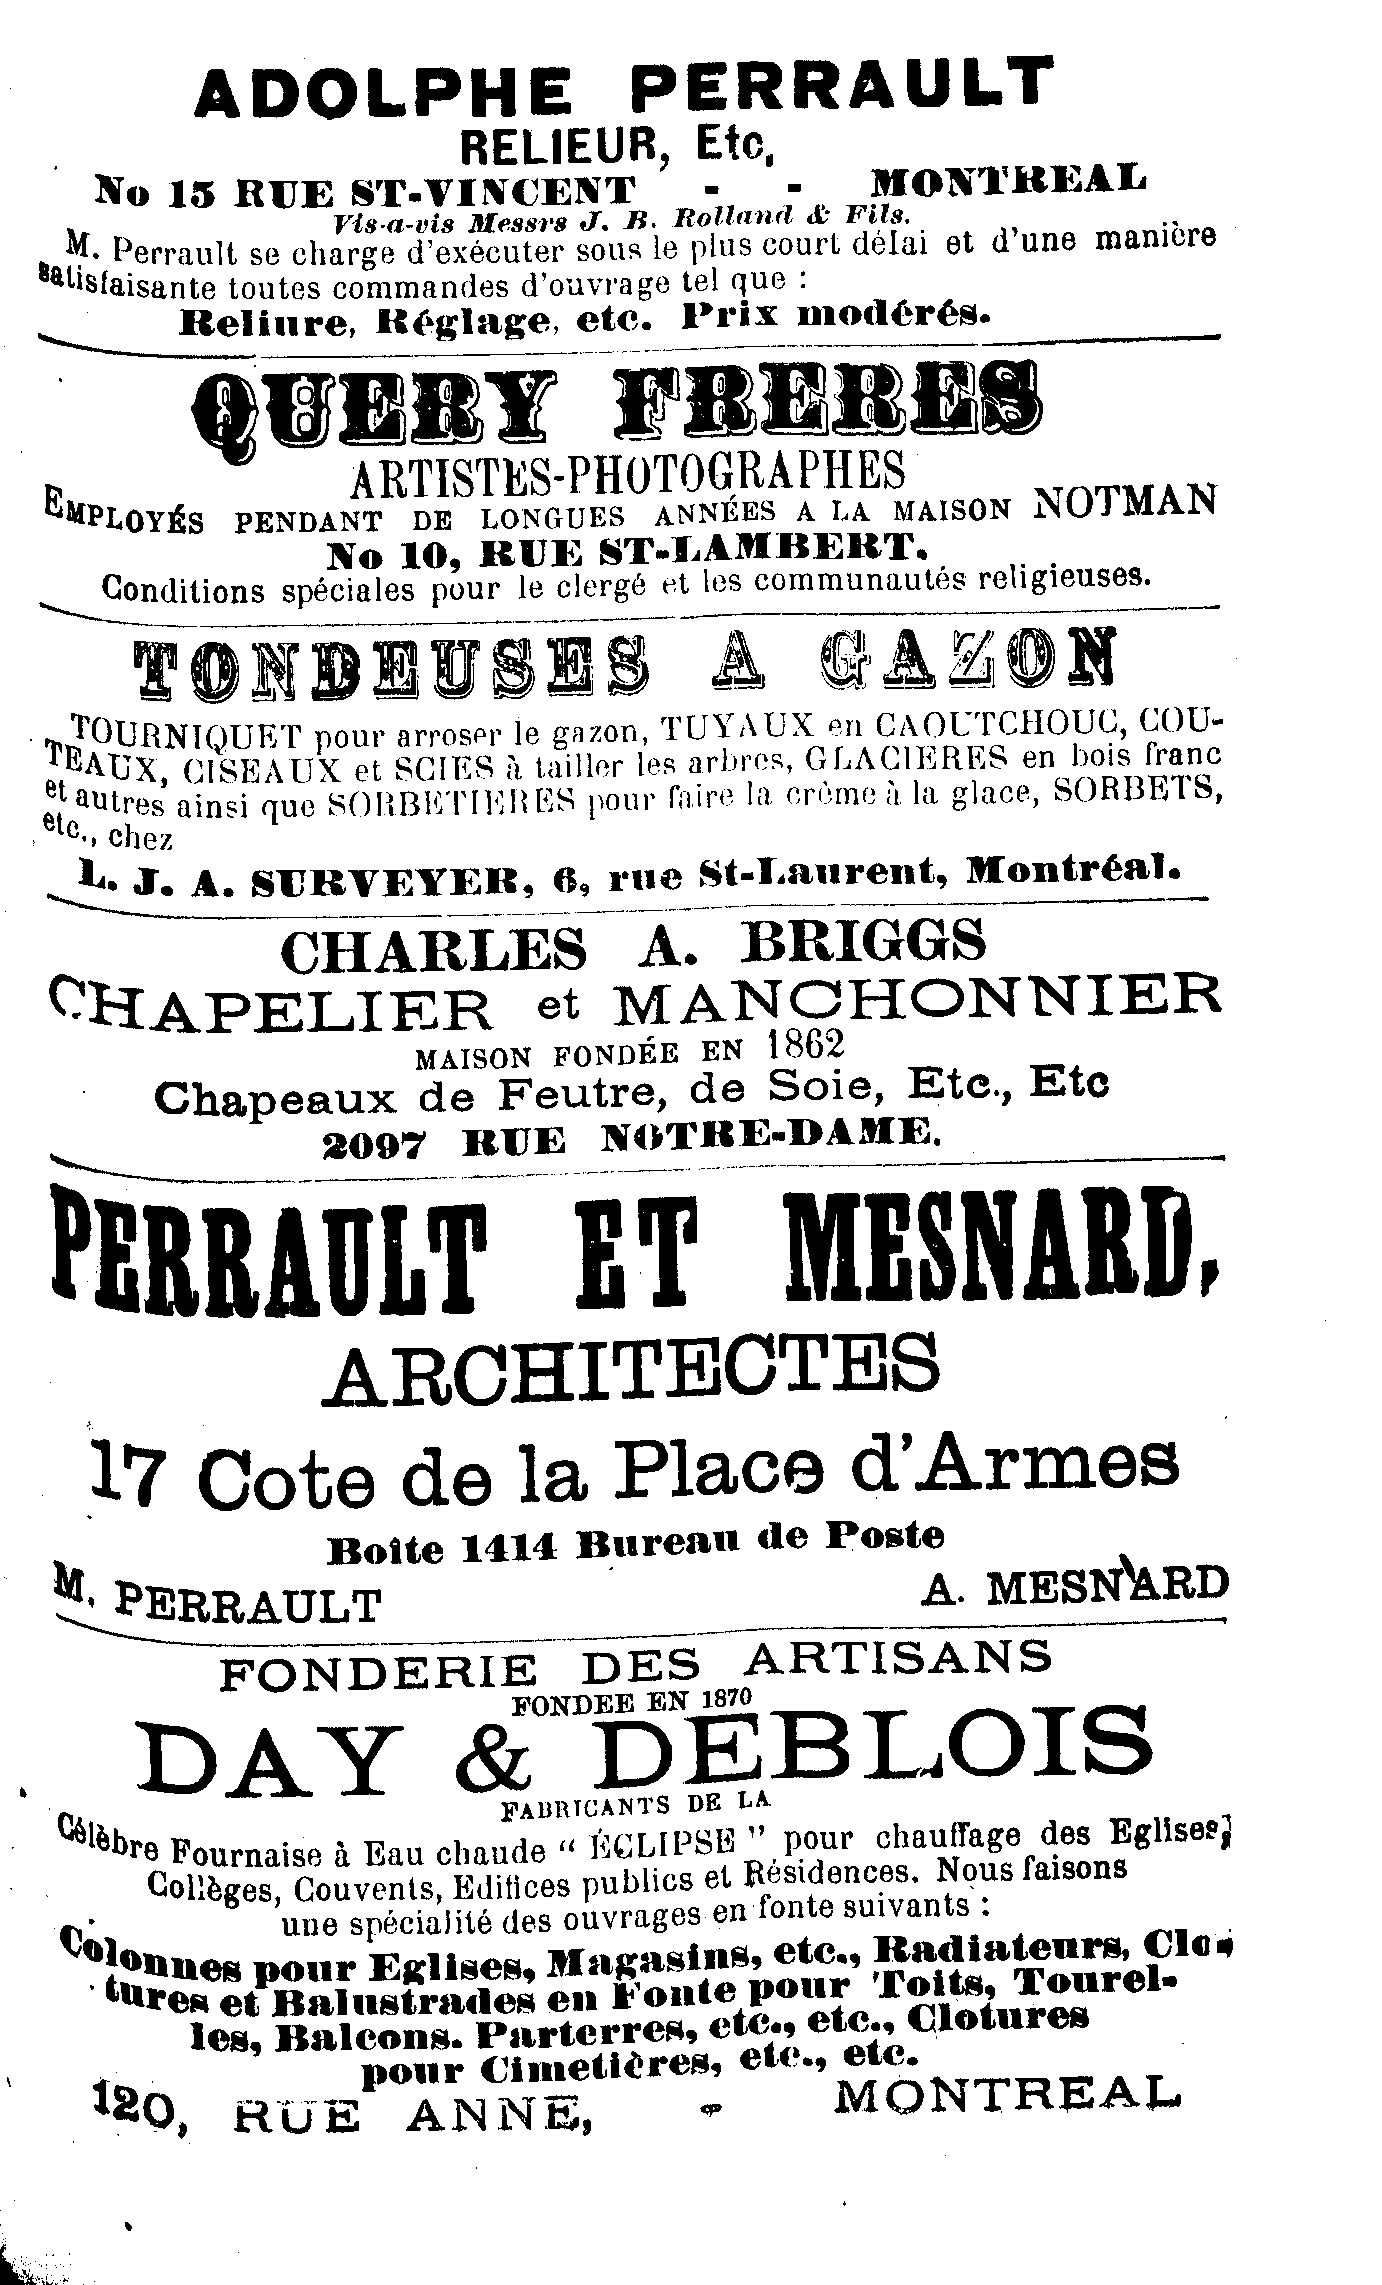 ADOLPHE PERRAULT
RELIEUR, Etc,
No 15 RUE ST-VINCENT - - MONTREAL
Vis-a-vis Messrs J. B. Rolland & Fils.
M. Perrault se charge d'exécuter sous le plus court délai et d'une manière
satisfaisante toutes commandes d'ouvrage tel que :
Reliure, Réglage, etc. Prix modérés.
QUERY FRERES
ARTISTES-PHOTOGRAPHES
EMPLOYÉS PENDANT DE LONGUES ANNÉES A LA MAISON NOTMAN
No 10, RUE ST-LAMBERT.
Conditions spéciales pour le clergé et les communautés religieuses.
TONDEUSES A GAZON
TOURNIQUET pour arroser le gazon, TUYAUX en CAOUTCHOUC, COU-
TEAUX, CISEAUX et SCIES à tailler les arbres, GLACIERES en bois franc
et autres ainsi que SORBETIERES pour faire la crème à la glace, SORBETS,
etc., chez
L. J. A. SURVEYER, 6, rue St-Laurent, Montréal.
CHARLES A. BRIGGS
CHAPELIER et MANCHONNIER
MAISON FONDÉE EN 1862
Chapeaux de Feutre, de Soie, Etc., Etc
2097 RUE NOTRE-DAME.
PERRAULT ET MESNARD,
ARCHITECTES
17 Cote de la Place d'Armes
Boîte 1414 Bureau de Poste
M. PERRAULT A. MESNARD
FONDERIE DES ARTISANS
FONDEE EN 1870
DAY & DEBLOIS
FABRICANTS DE LA
Célèbre Fournaise à Eau chaude “ ÉCLIPSE ” pour chauffage des Eglises,
Collèges, Couvents, Edifices publics et Résidences. Nous faisons
une spécialité des ouvrages en fonte suivants :
Colonnes pour Eglises, Magasins, etc., Radiateurs, Clo-
tures et Balustrades en Fonte pour Toits, Tourel-
les, Balcons. Parterres, etc., etc., Clotures
pour Cimetières, etc., etc.
120, RUE ANNE, - MONTREAL